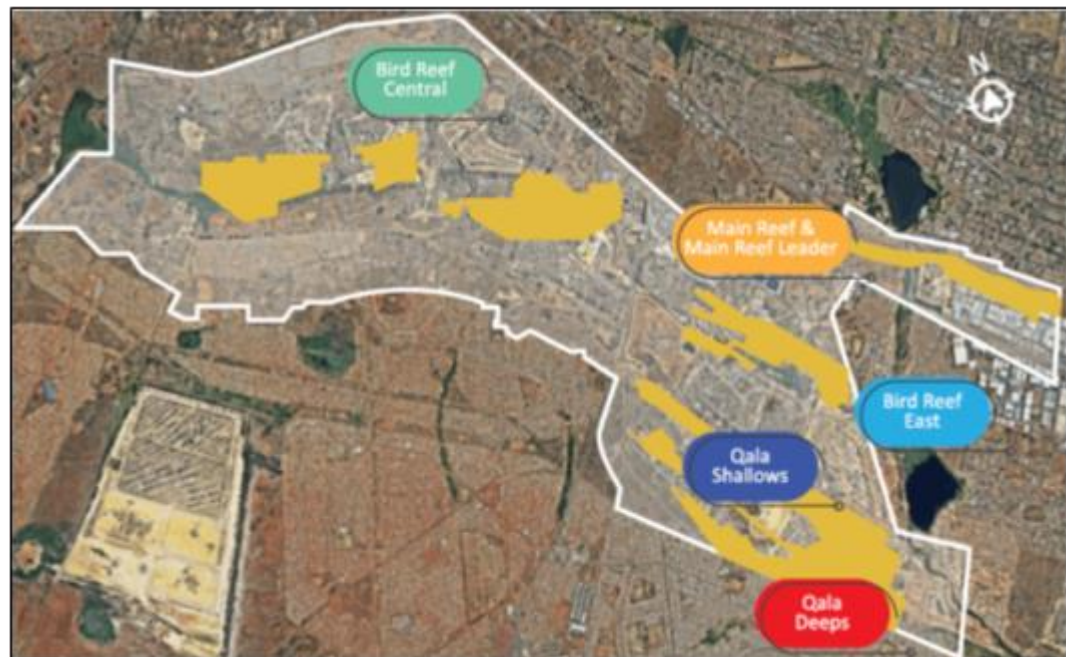 Bird Reef
Central
N
Main Reef &
Main Reef Leader
Bird Reef
East
Qala
Shallows
Qala
Deeps